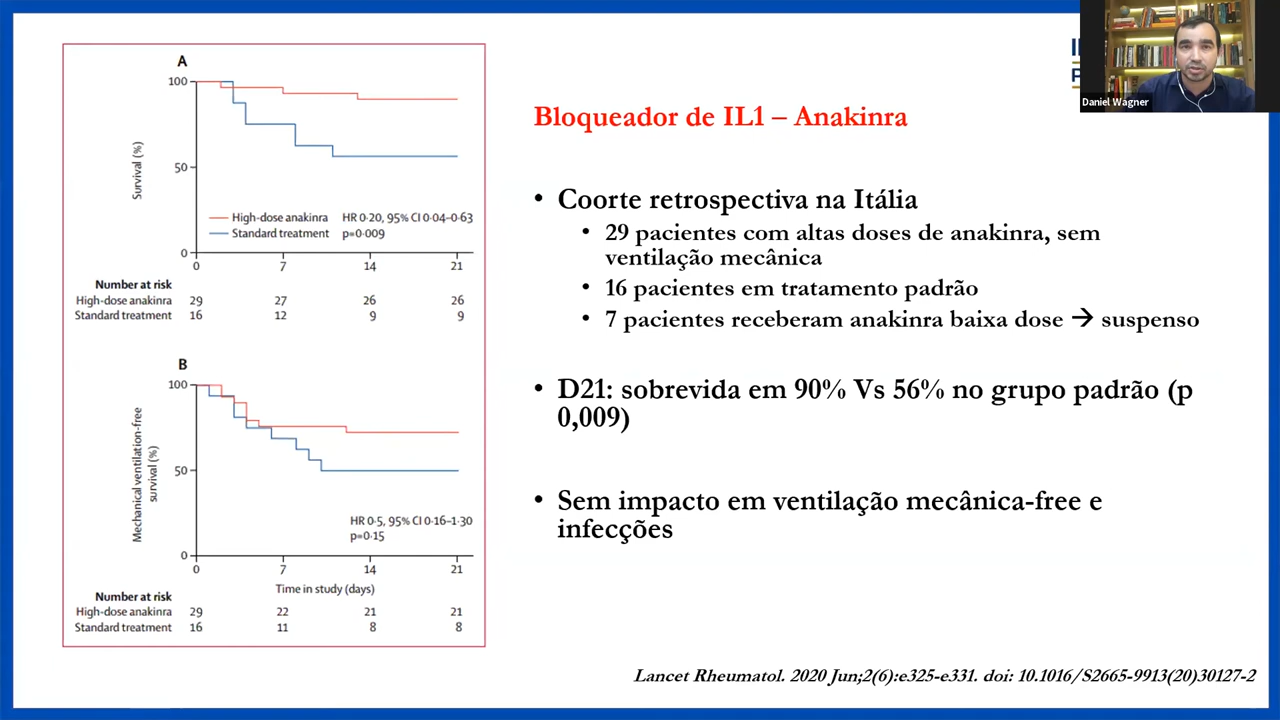 A
100
50
0
Survival (%)
High-dose anakinra HR 0·20, 95% CI 0·04–0·63
Standard treatment p=0·009
0 7 14 21
Number at risk
High-dose anakinra 29 27 26 26
Standard treatment 16 12 9 9
B
100
50
0
Mechanical ventilation-free
survival (%)
HR 0·5, 95% CI 0·16–1·30
p=0·15
0 7 14 21
Time in study (days)
Number at risk
High-dose anakinra 29 22 21 21
Standard treatment 16 11 8 8
Daniel Wagner
Bloqueador de IL1 – Anakinra
• Coorte retrospectiva na Itália
• 29 pacientes com altas doses de anakinra, sem
ventilação mecânica
• 16 pacientes em tratamento padrão
• 7 pacientes receberam anakinra baixa dose → suspenso
• D21: sobrevida em 90% Vs 56% no grupo padrão (p
0,009)
• Sem impacto em ventilação mecânica-free e
infecções
Lancet Rheumatol. 2020 Jun;2(6):e325-e331. doi: 10.1016/S2665-9913(20)30127-2